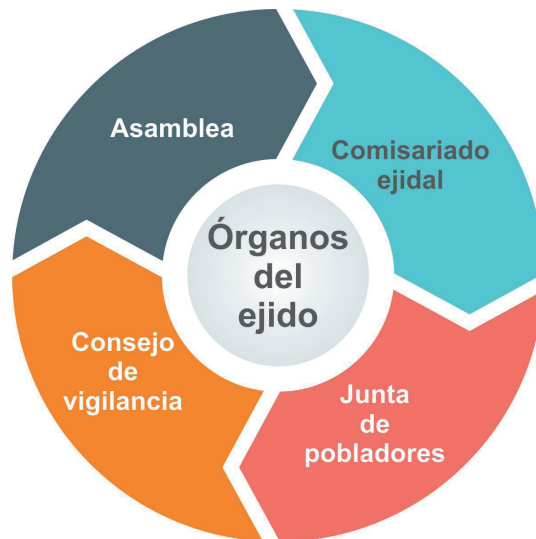 Órganos
del
ejido
Asamblea
Comisariado
ejidal
Junta
de
pobladores
Consejo
de
vigilancia